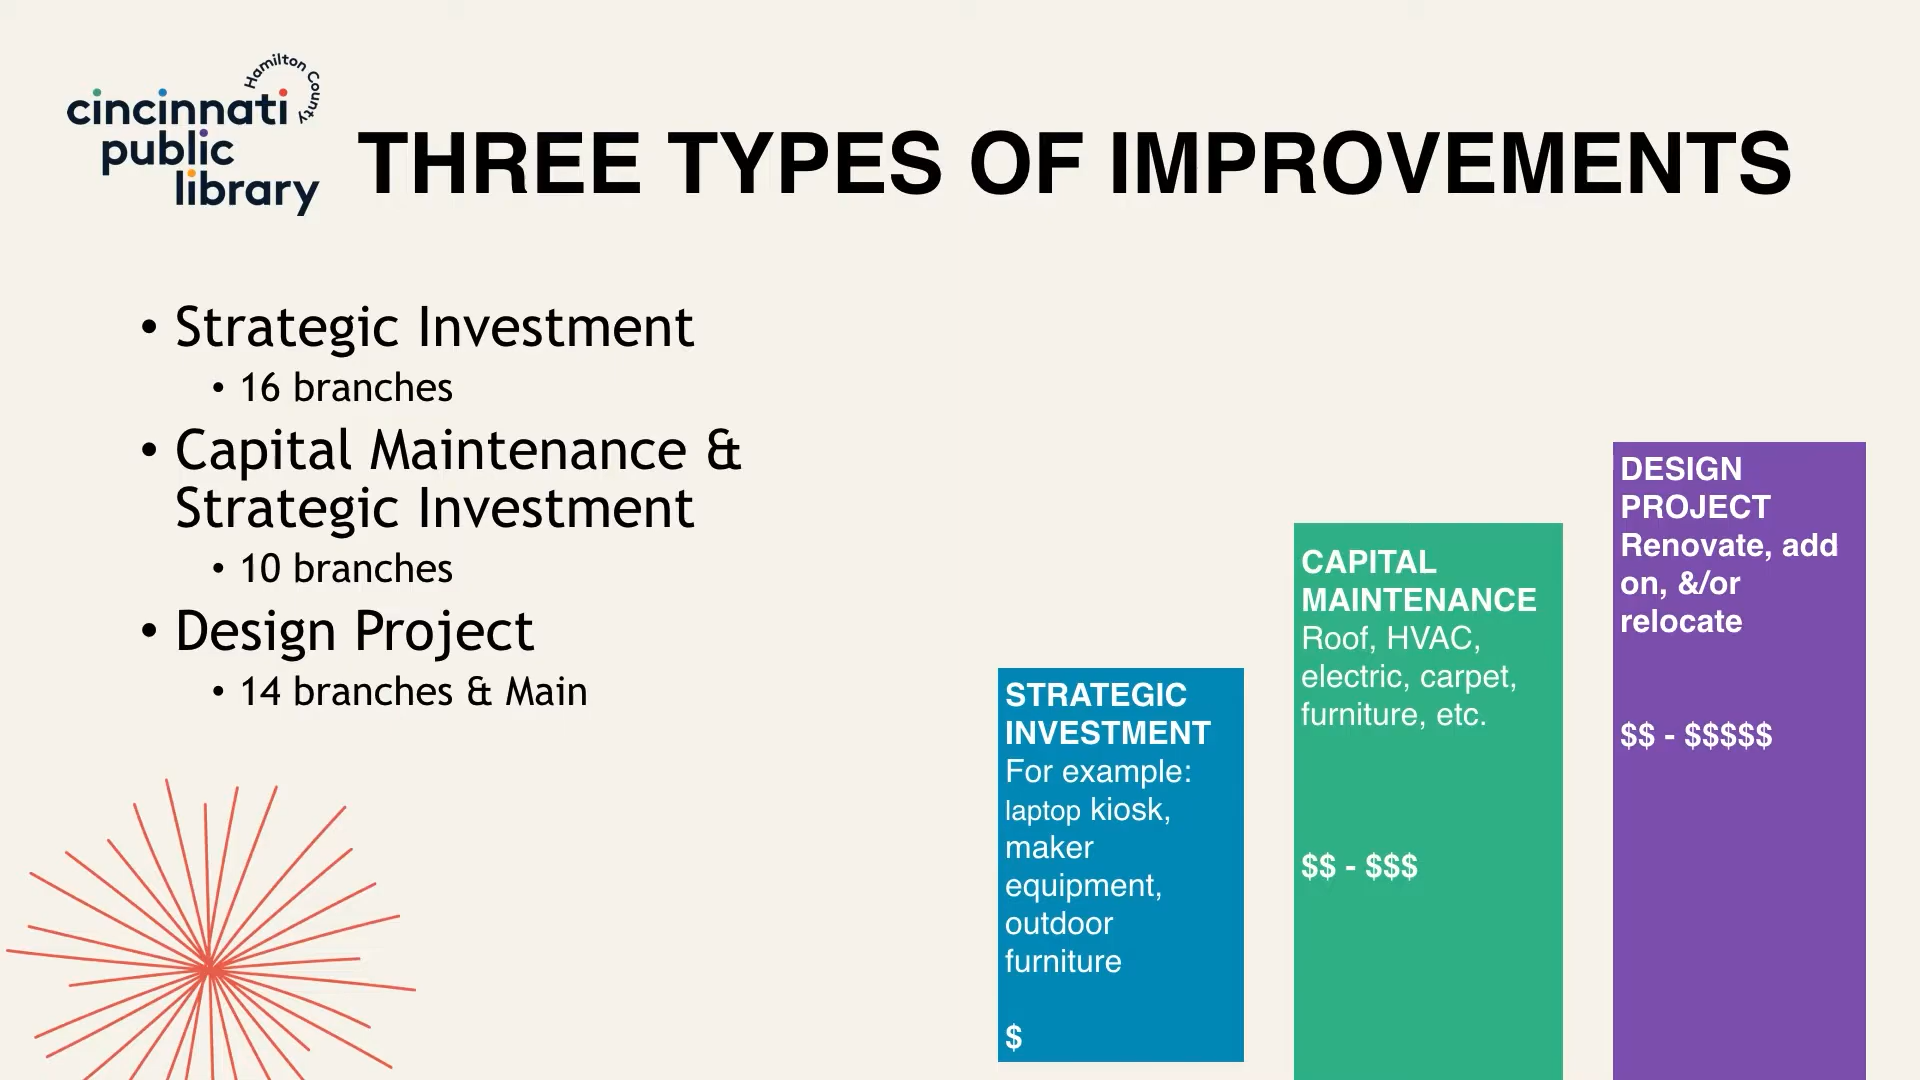 Hamilton County
cincinnati
public
library
THREE TYPES OF IMPROVEMENTS
• Strategic Investment
• 16 branches
• Capital Maintenance &
Strategic Investment
• 10 branches
• Design Project
• 14 branches & Main
STRATEGIC
INVESTMENT
For example:
laptop kiosk,
maker
equipment,
outdoor
furniture
$
CAPITAL
MAINTENANCE
Roof, HVAC,
electric, carpet,
furniture, etc.
$$ - $$$
DESIGN
PROJECT
Renovate, add
on, &/or
relocate
$$ - $$$$$